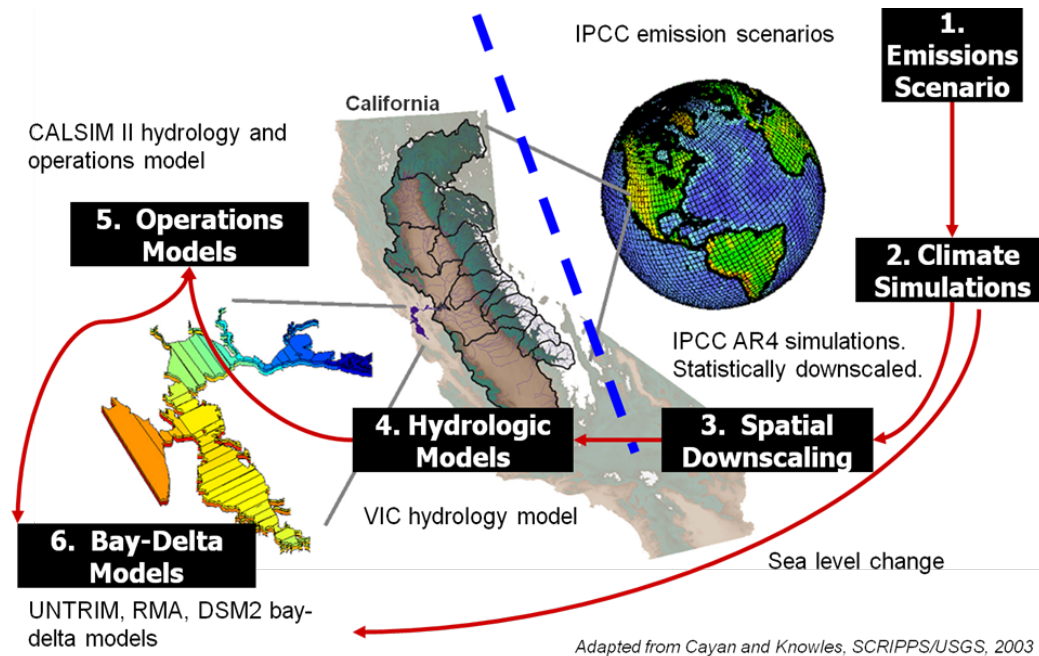 IPCC emission scenarios
1.
Emissions
Scenario
California
CALSIM II hydrology and
operations model
5. Operations
Models
2. Climate
Simulations
IPCC AR4 simulations.
Statistically downscaled.
3. Spatial
Downscaling
4. Hydrologic
Models
VIC hydrology model
6. Bay-Delta
Models
Sea level change
UNTRIM, RMA, DSM2 bay-
delta models
Adapted from Cayan and Knowles, SCRIPPS/USGS, 2003